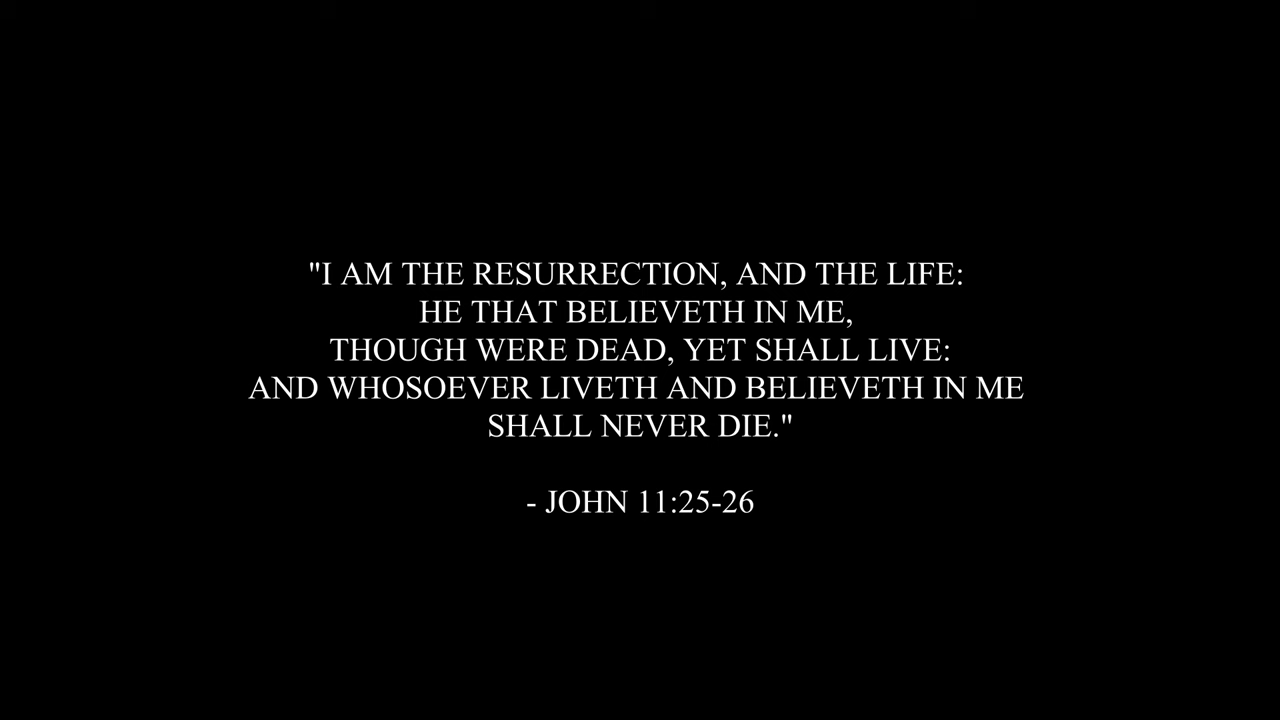 "I AM THE RESURRECTION, AND THE LIFE:
HE THAT BELIEVETH IN ME,
THOUGH WERE DEAD, YET SHALL LIVE:
AND WHOSOEVER LIVETH AND BELIEVETH IN ME
SHALL NEVER DIE."
- JOHN 11:25-26